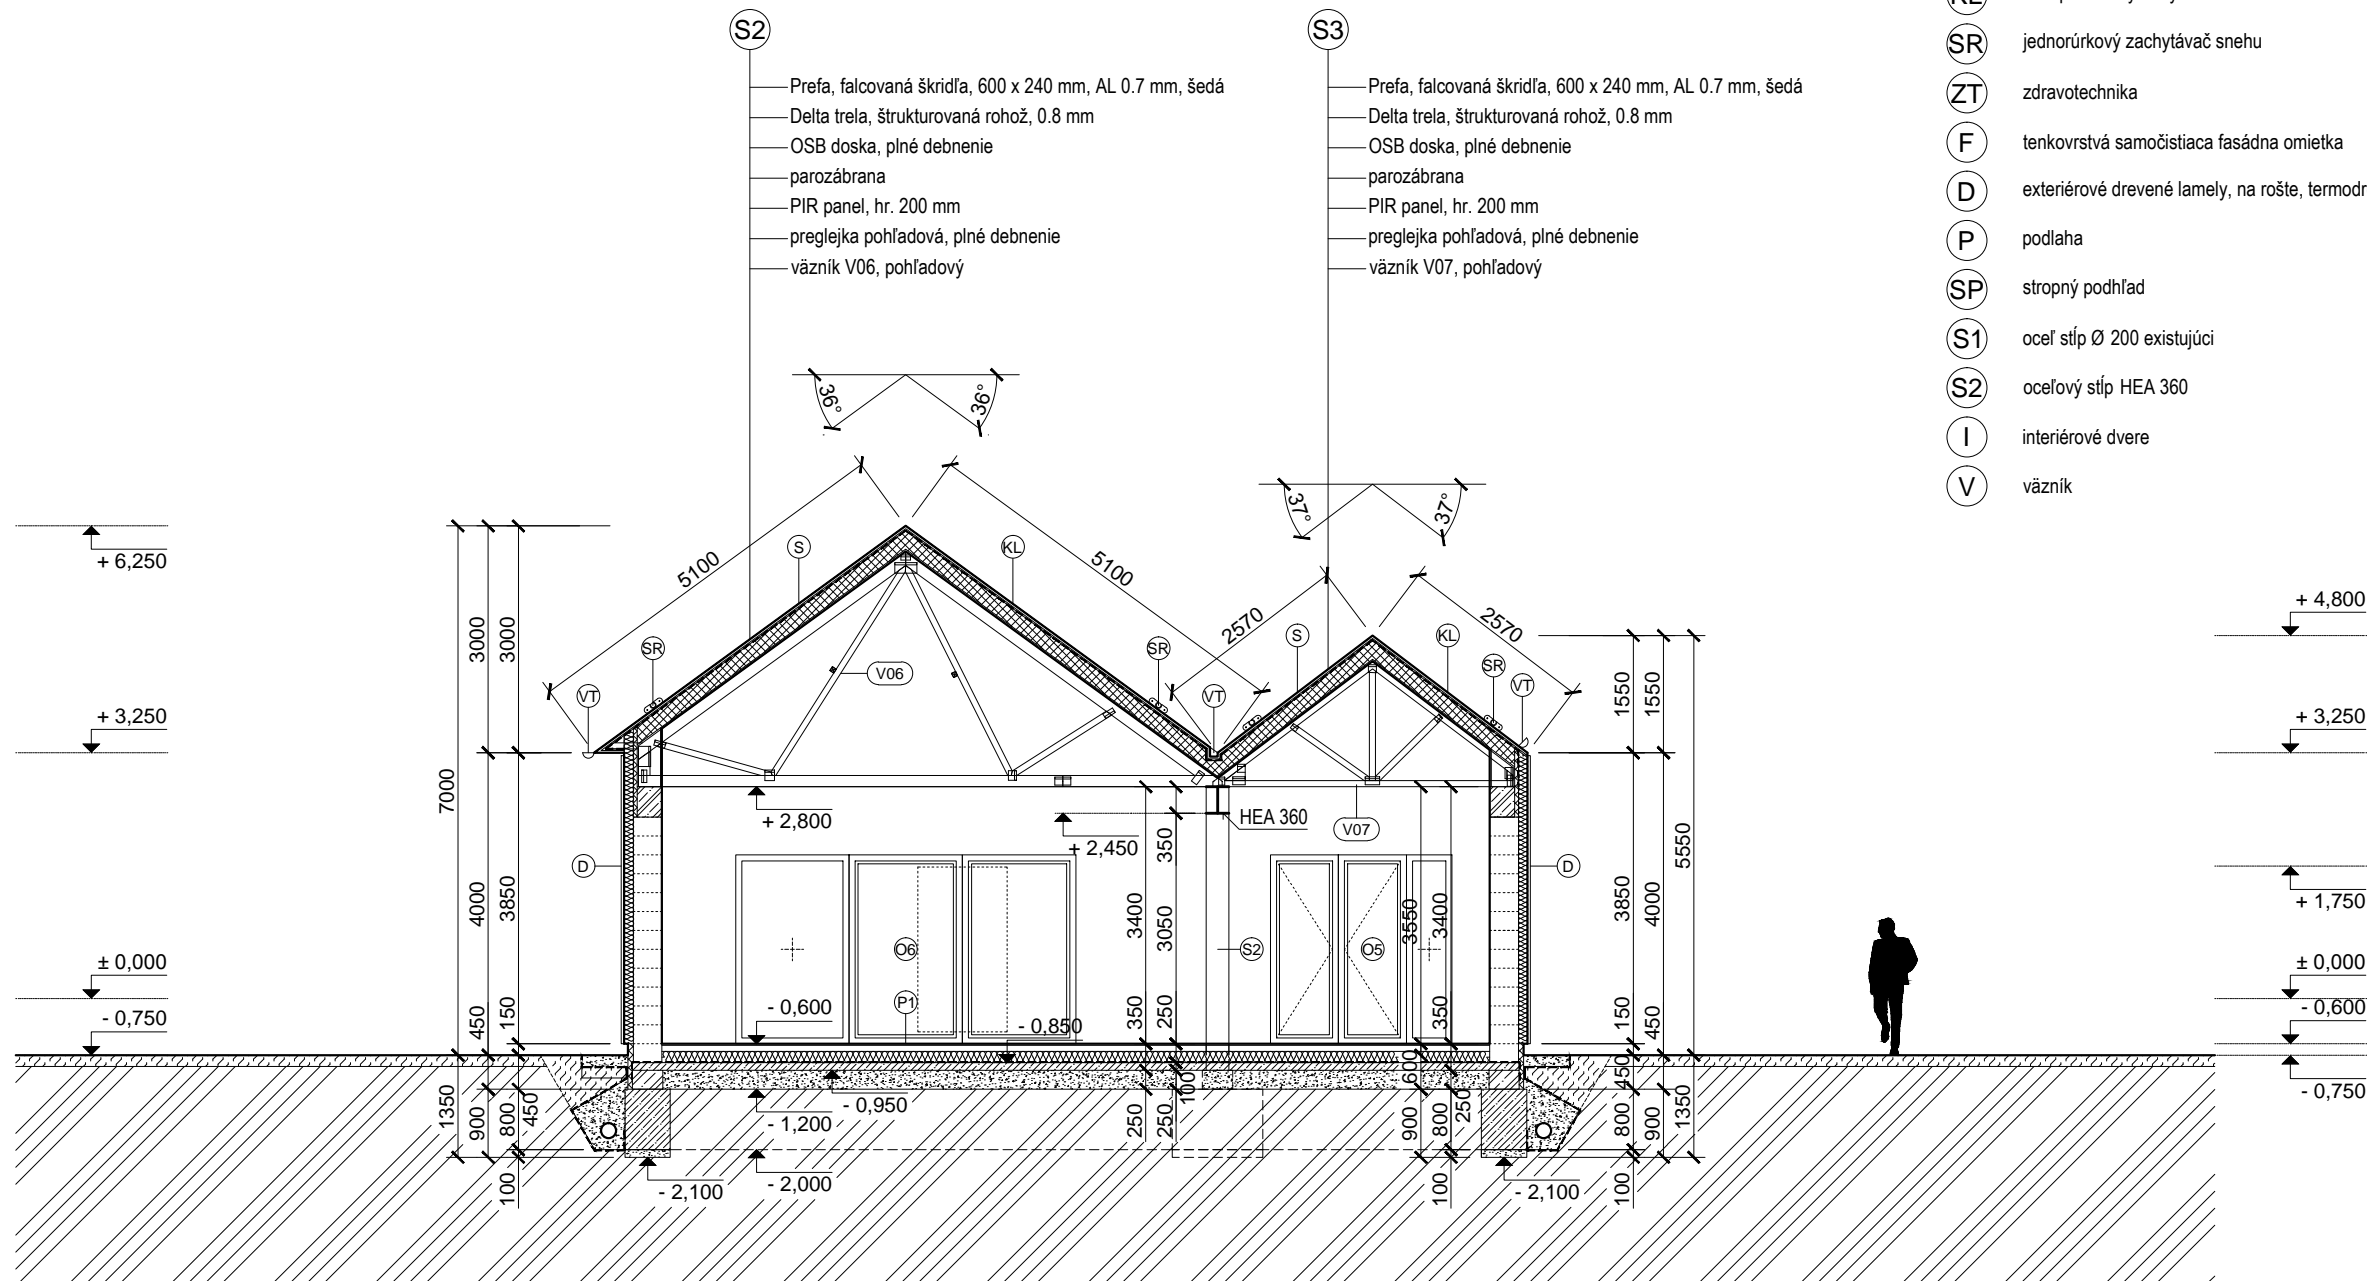 S2
Prefa, falcovaná škridľa, 600 x 240 mm, AL 0.7 mm, šedá
Delta trela, štrukturovaná rohož, 0.8 mm
OSB doska, plné debnenie
parozábrana
PIR panel, hr. 200 mm
preglejka pohľadová, plné debnenie
väzník V06, pohľadový
S3
Prefa, falcovaná škridľa, 600 x 240 mm, AL 0.7 mm, šedá
Delta trela, štrukturovaná rohož, 0.8 mm
OSB doska, plné debnenie
parozábrana
PIR panel, hr. 200 mm
preglejka pohľadová, plné debnenie
väzník V07, pohľadový
SR jednorúrkový zachytávač snehu
ZT zdravotechnika
F tenkovrstvá samočistiaca fasádna omietka
D exteriérové drevené lamely, na rošte, termodr
P podlaha
SP stropný podhľad
S1 oceľ stĺp Ø 200 existujúci
S2 oceľový stĺp HEA 360
I interiérové dvere
V väzník
36° 36°
37° 37°
5100 5100
2570 2570
S KL S KL
SR SR SR
VT VT VT
V06
V07
HEA 360
D D
O6 S2 O5
P1
+ 6,250
+ 3,250
± 0,000
- 0,750
7000
3000 3000
4000 3850
450 150
1350 900 800 450
100
+ 2,800
+ 2,450
- 0,600
- 0,850
- 0,950
- 1,200
- 2,000
- 2,100
- 2,100
350
3400 3050
350 250
100
250 250
3550 3400
350
600
900 800 250
100
1550 1550
5550
3850 4000
150 450
450
800 900 1350
100
+ 4,800
+ 3,250
+ 1,750
± 0,000
- 0,600
- 0,750